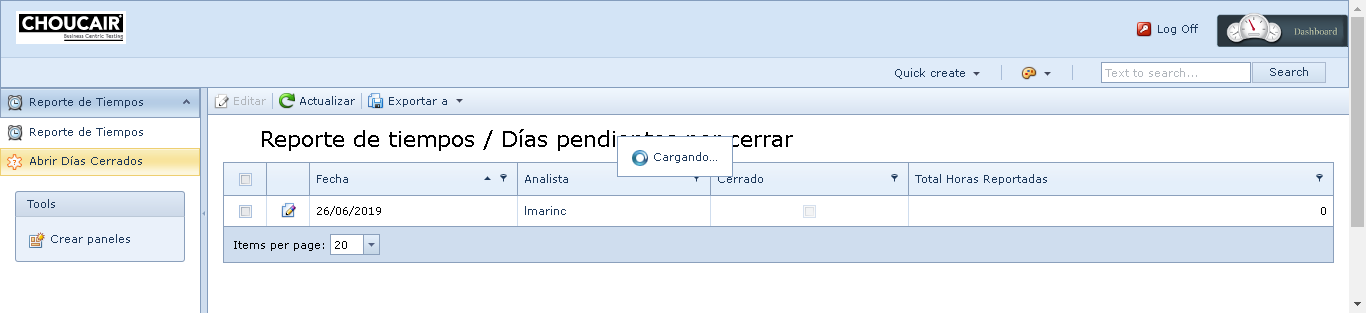 CHOUCAIR
Business Centric Testing
Log Off
Dashboard
Quick create
Text to search...
Search
Reporte de Tiempos
Reporte de Tiempos
Abrir Días Cerrados
Tools
Crear paneles
Editar
Actualizar
Exportar a
Reporte de tiempos / Días pendientes por cerrar
Cargando...
Fecha
Analista
Cerrado
Total Horas Reportadas
26/06/2019
lmarinc
0
Items per page: 20